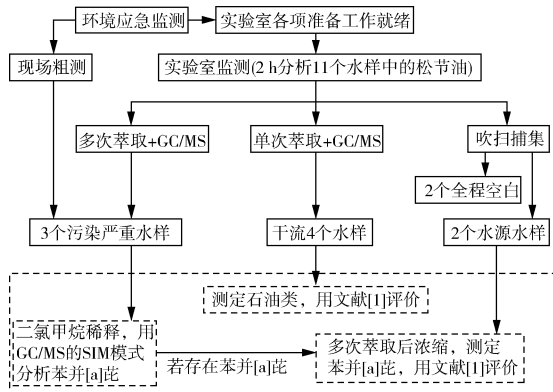 环境应急监测
实验室各项准备工作就绪
现场粗测
实验室监测(2 h分析11个水样中的松节油)
多次萃取+GC/MS
单次萃取+GC/MS
吹扫捕集
2个全程空白
3个污染严重水样
干流4个水样
2个水源水样
测定石油类，用文献[1]评价
二氯甲烷稀释，用
GC/MS的SIM模式
分析苯并[a]芘
若存在苯并[a]芘
多次萃取后浓缩，测定
苯并[a]芘，用文献[1]评价